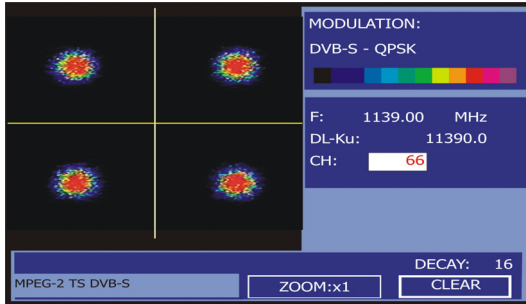 MODULATION:
DVB-S - QPSK
F: 1139.00 MHz
DL-Ku: 11390.0
CH: 66
DECAY: 16
MPEG-2 TS DVB-S
ZOOM:x1
CLEAR